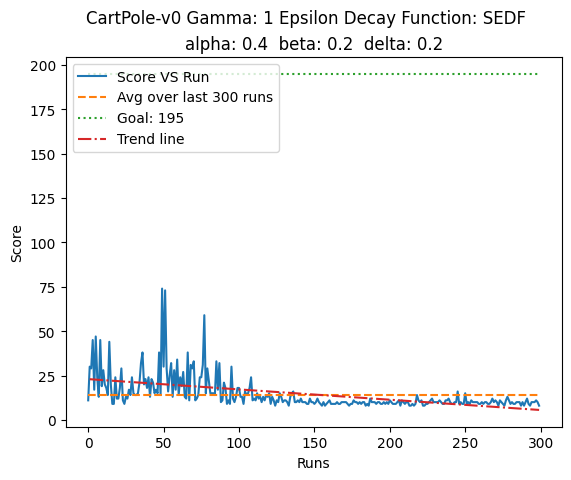 CartPole-v0 Gamma: 1 Epsilon Decay Function: SEDF
alpha: 0.4  beta: 0.2  delta: 0.2
Score VS Run
Avg over last 300 runs
Goal: 195
Trend line
Score
200
175
150
125
100
75
50
25
0
0 50 100 150 200 250 300
Runs